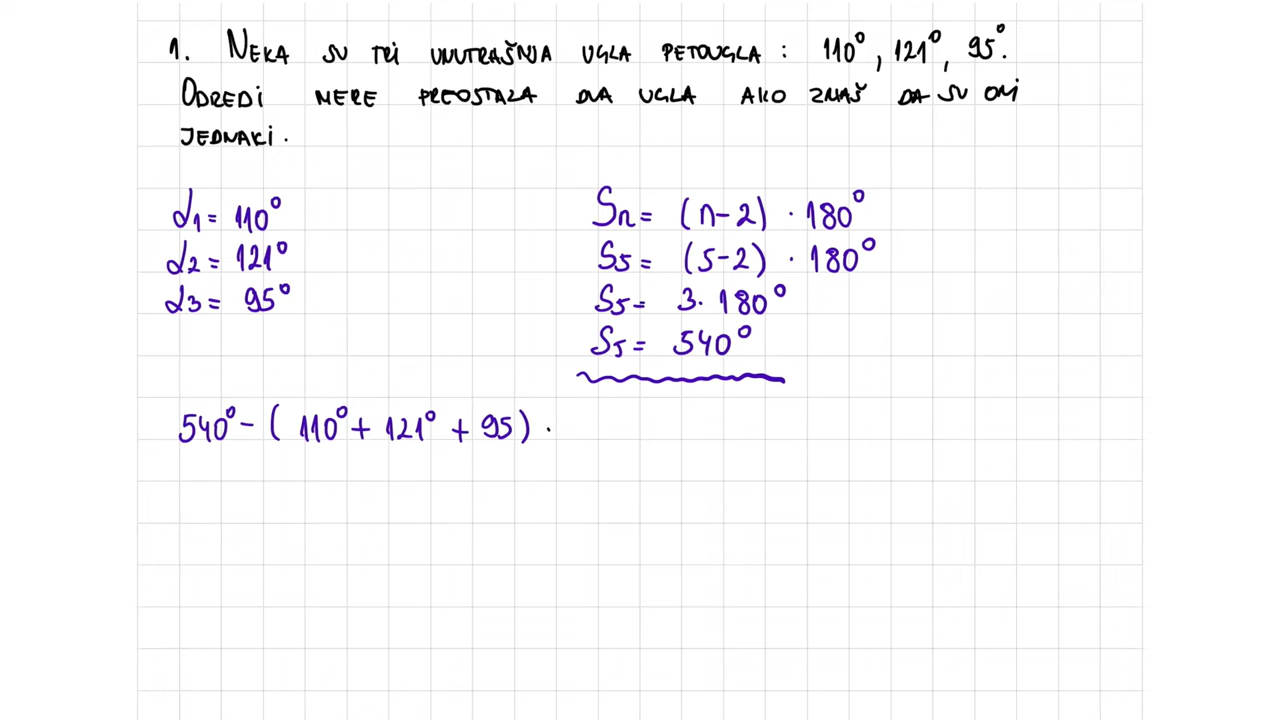 1. NEKA SU TRI UNUTRAŠNJA UGLA PETOUGLA : 110°, 121°, 95°.
ODREDI MERE PREOSTALA DVA UGLA AKO ZNAŠ DA SU ONI
JEDNAKI.
α1 = 110°
α2 = 121°
α3 = 95°
Sn = (n-2) · 180°
S5 = (5-2) · 180°
S5 = 3 · 180°
S5 = 540°
540° - ( 110° + 121° + 95) ·